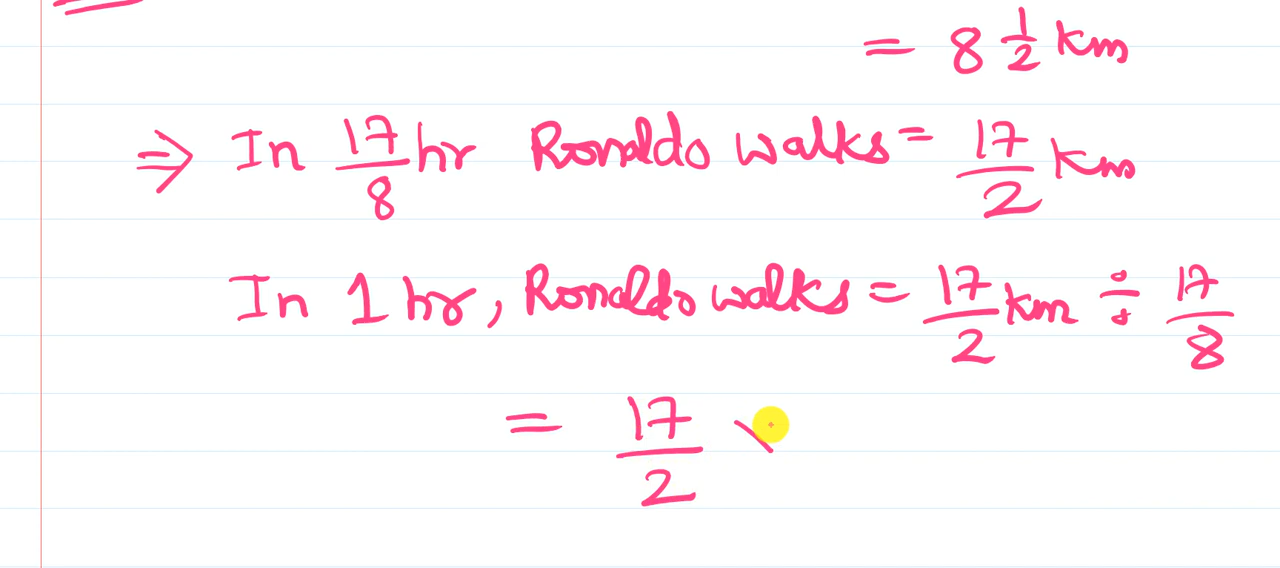 = 8 1/2 km
⇒ In 17/8 hr Ronaldo walks = 17/2 km
In 1 hr, Ronaldo walks = 17/2 km ÷ 17/8
= 17/2